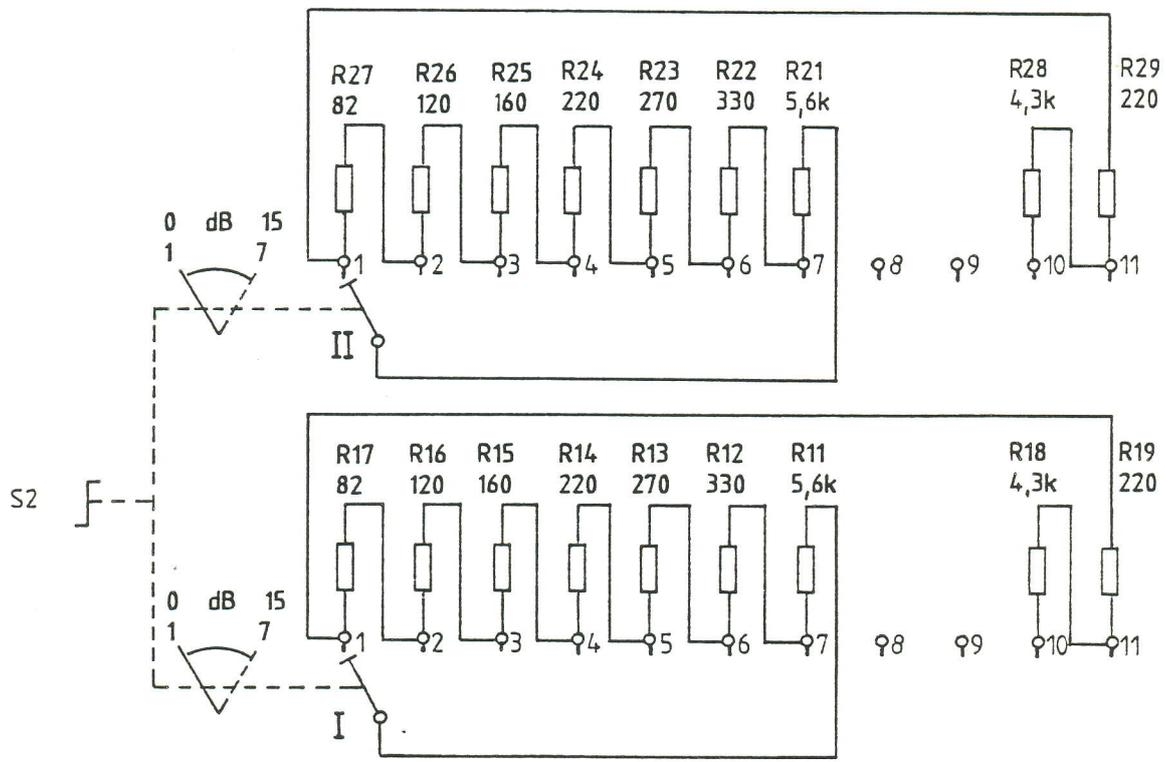 R27 R26 R25 R24 R23 R22 R21 R28 R29
82 120 160 220 270 330 5,6k 4,3k 220
0 dB 15
1 7
1 2 3 4 5 6 7 8 9 10 11
II
R17 R16 R15 R14 R13 R12 R11 R18 R19
82 120 160 220 270 330 5,6k 4,3k 220
S2
0 dB 15
1 7
1 2 3 4 5 6 7 8 9 10 11
I